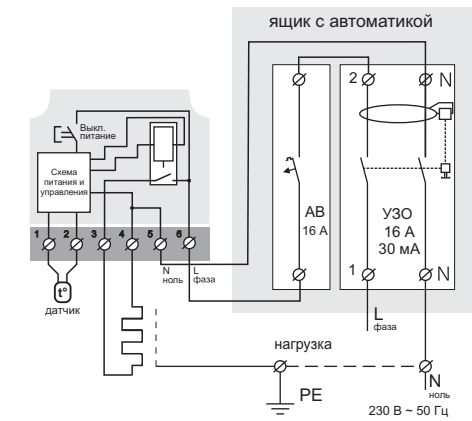 ящик с автоматикой
2
N
Выкл.
питание
Схема
питания и
управления
АВ
16 А
УЗО
16 А
30 мА
1 2 3 4 5 6
N
ноль
L
фаза
1
N
t°
датчик
L
фаза
нагрузка
PE
N
ноль
230 В ~ 50 Гц